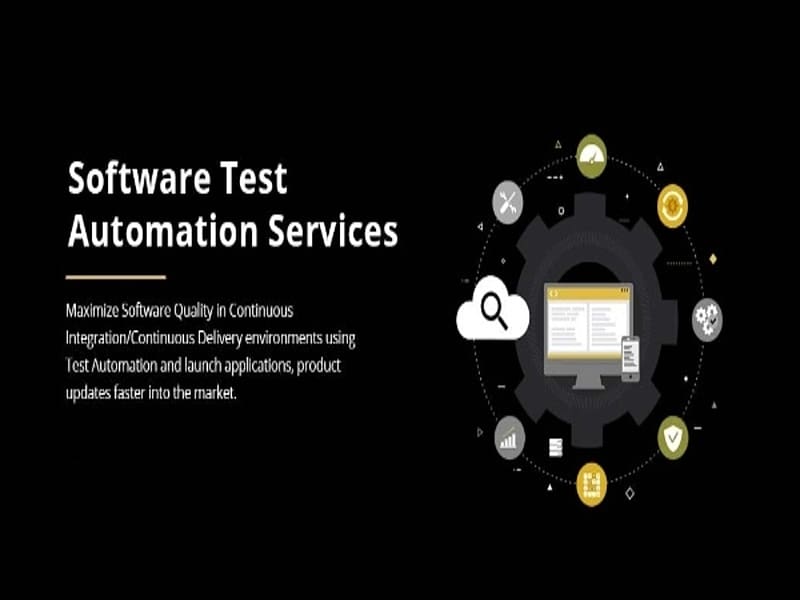 Software Test
Automation Services
Maximize Software Quality in Continuous
Integration/Continuous Delivery environments using
Test Automation and launch applications, product
updates faster into the market.